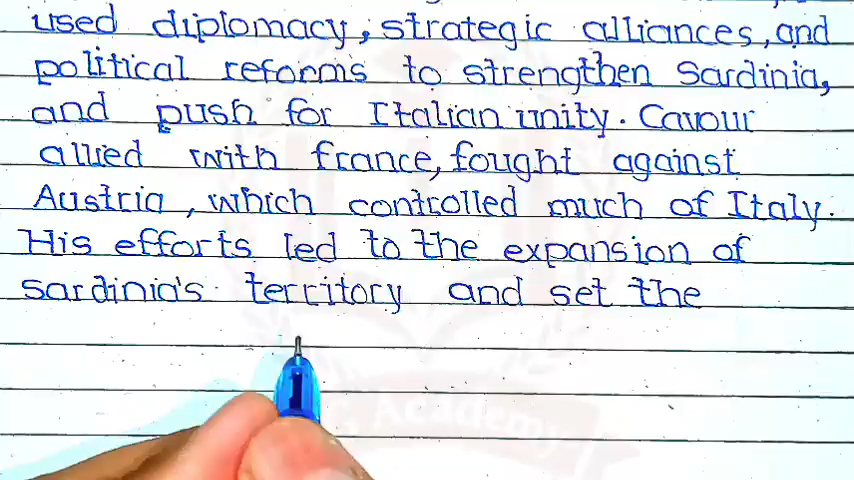 used diplomacy, strategic alliances, and
political reforms to strengthen Sardinia,
and push for Italian unity. Cavour
allied with france, fought against
Austria, which controlled much of Italy.
His efforts led to the expansion of
sardinia's territory and set the
Academy